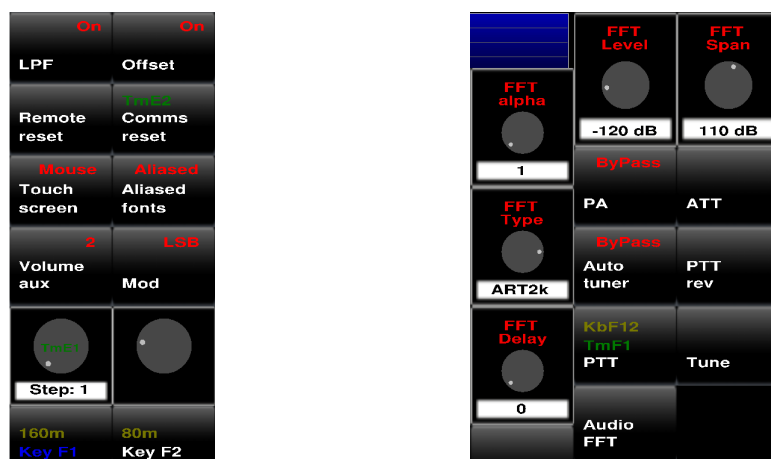 On
LPF
On
Offset
Remote
reset
TmE2
Comms
reset
Mouse
Touch
screen
Aliased
Aliased
fonts
2
Volume
aux
LSB
Mod
Step: 1
160m
Key F1
80m
Key F2
FFT
Level
-120 dB
FFT
Span
110 dB
FFT
alpha
1
ByPass
PA
ATT
FFT
Type
ART2k
ByPass
Auto
tuner
PTT
rev
FFT
Delay
0
KbF12
TmF1
PTT
Tune
Audio
FFT